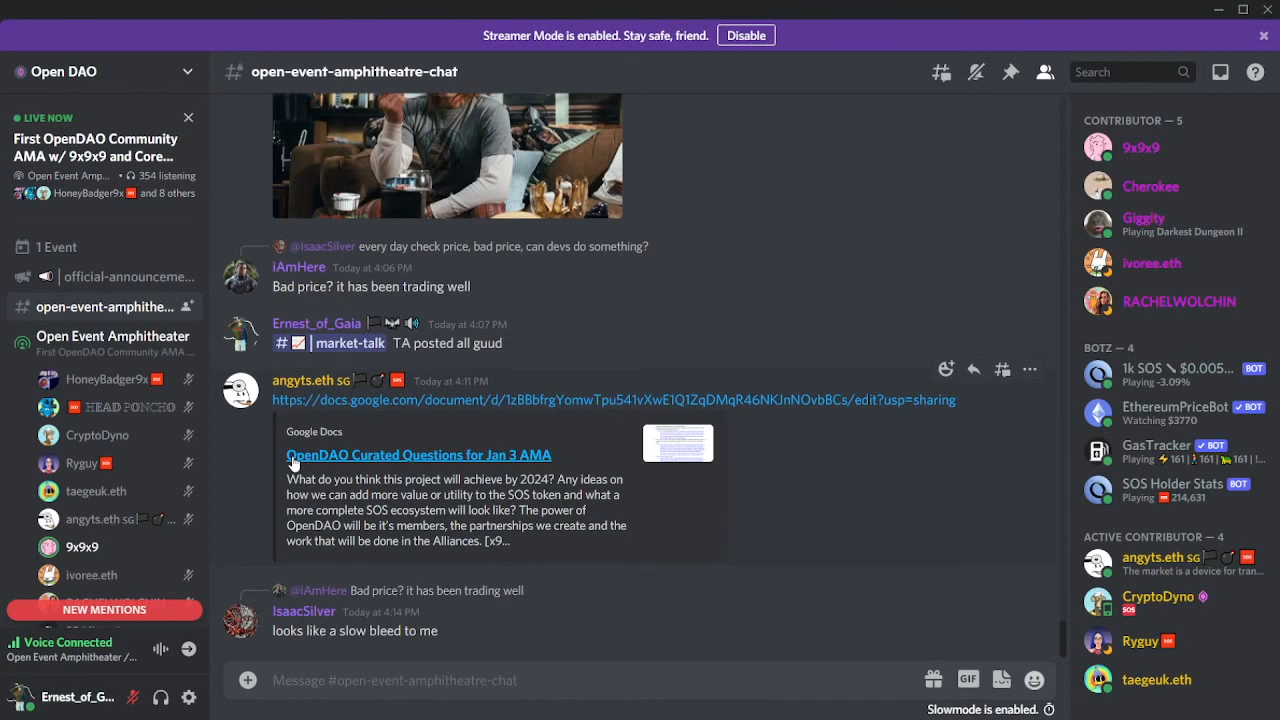 Streamer Mode is enabled. Stay safe, friend.
Disable
Open DAO
open-event-amphitheatre-chat
Search
LIVE NOW
First OpenDAO Community
AMA w/ 9x9x9 and Core...
Open Event Amp... • 354 listening
HoneyBadger9x SOS and 8 others
1 Event
| official-announceme...
open-event-amphithe...
Open Event Amphitheater
First OpenDAO Community AMA ...
HoneyBadger9x SOS
SOS HEAD PONCHO
CryptoDyno
Ryguy SOS
taegeuk.eth
angyts.eth sg ...
9x9x9
ivoree.eth
NEW MENTIONS
Voice Connected
Open Event Amphitheater /...
Ernest_of_G...
@IsaacSilver every day check price, bad price, can devs do something?
iAmHere Today at 4:06 PM
Bad price? it has been trading well
Ernest_of_Gaia Today at 4:07 PM
# | market-talk TA posted all guud
angyts.eth sg SOS Today at 4:11 PM
https://docs.google.com/document/d/1zBBbfrgYomwTpu541vXwE1Q1ZqDMqR46NKJnNOvbBCs/edit?usp=sharing
Google Docs
OpenDAO Curated Questions for Jan 3 AMA
What do you think this project will achieve by 2024? Any ideas on
how we can add more value or utility to the SOS token and what a
more complete SOS ecosystem will look like? The power of
OpenDAO will be it's members, the partnerships we create and the
work that will be done in the Alliances. [x9...
@iAmHere Bad price? it has been trading well
IsaacSilver Today at 4:14 PM
looks like a slow bleed to me
Message #open-event-amphitheatre-chat
GIF
Slowmode is enabled.
CONTRIBUTOR — 5
9x9x9
Cherokee
Giggity
Playing Darkest Dungeon II
ivoree.eth
RACHELWOLCHIN
BOTZ — 4
1k SOS ↘ $0.005... BOT
Playing -3.09%
EthereumPriceBot ✓ BOT
Watching $3770
GasTracker ✓ BOT
Playing ⚡ 161 | 161 | 161 | !...
SOS Holder Stats BOT
Playing 214,631
ACTIVE CONTRIBUTOR — 4
angyts.eth sg SOS
The market is a device for tran...
CryptoDyno
SOS
Ryguy SOS
taegeuk.eth